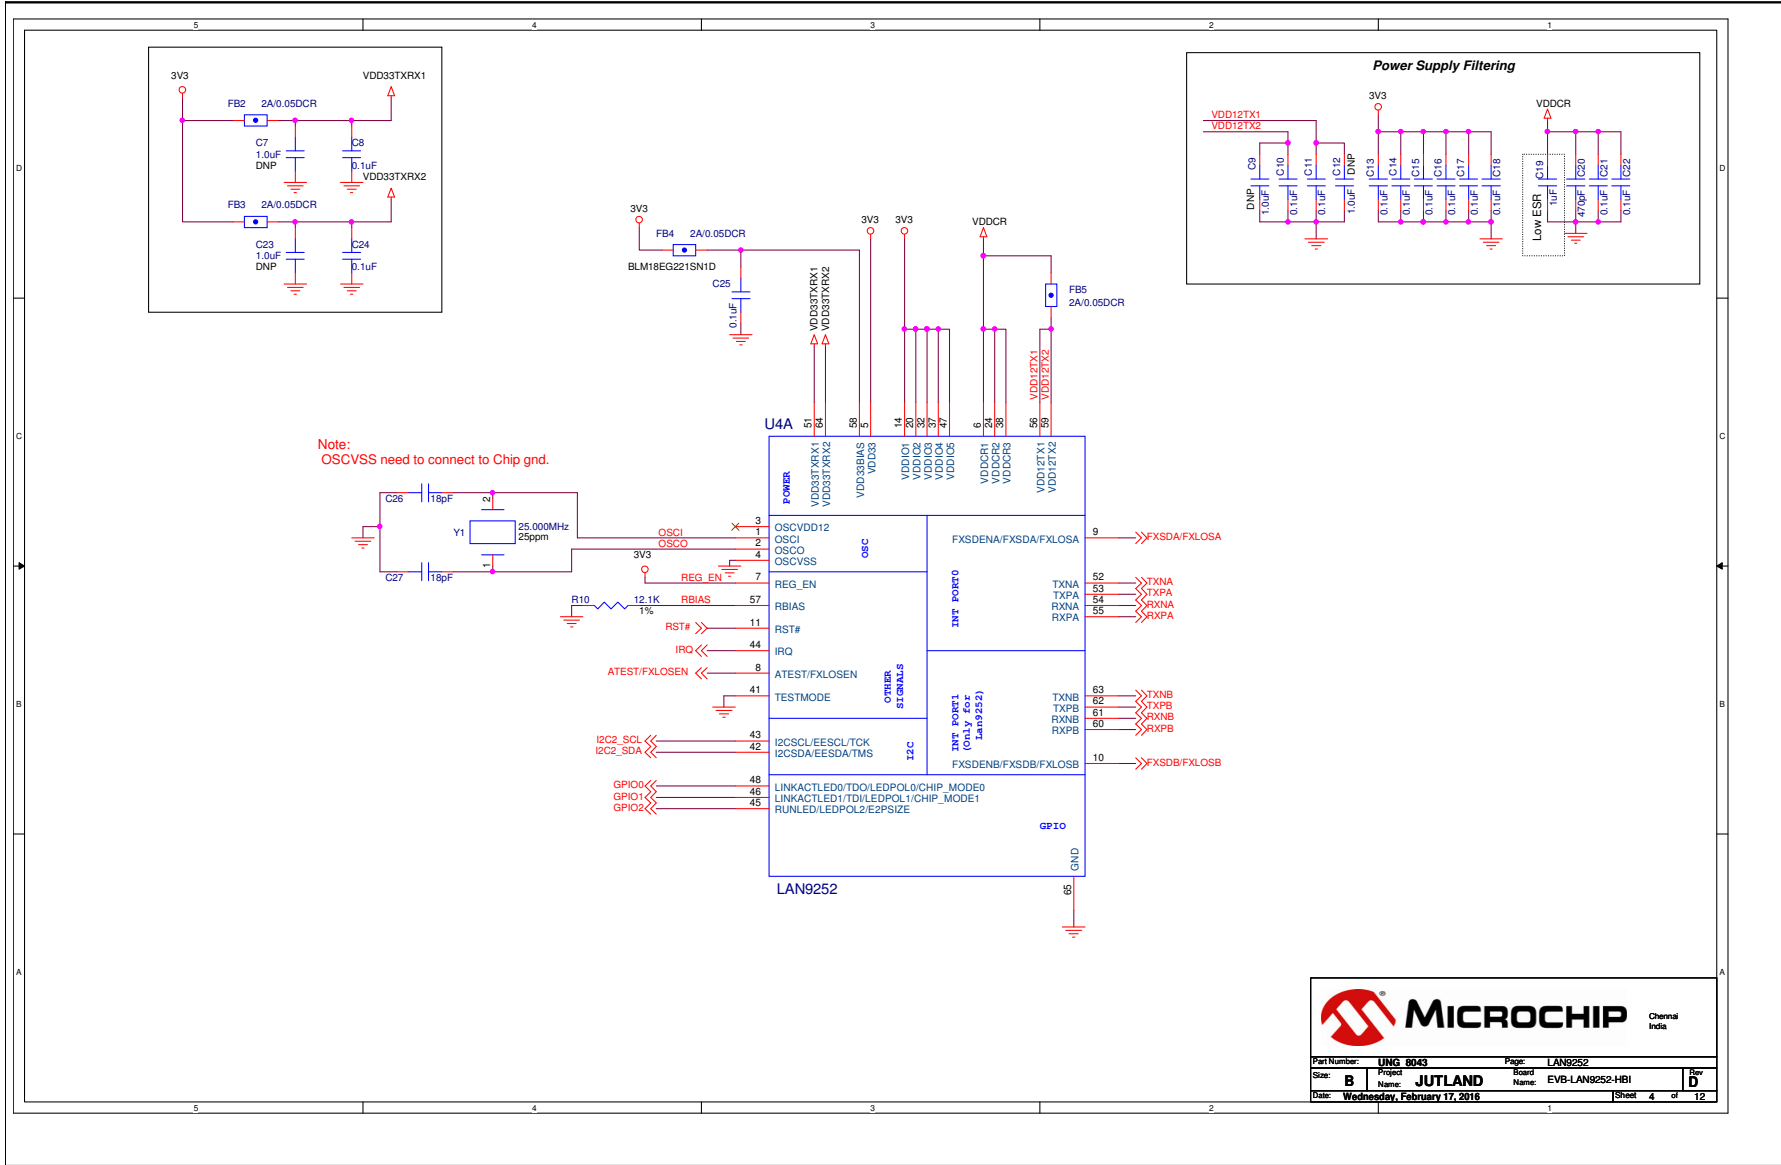 5 4 3 2 1
3V3
VDD33TXRX1
FB2 2A/0.05DCR
C7
1.0uF
DNP
C8
0.1uF
VDD33TXRX2
FB3 2A/0.05DCR
C23
1.0uF
DNP
C24
0.1uF
Power Supply Filtering
VDD12TX1
VDD12TX2
3V3
VDDCR
C9
DNP
1.0uF
C10
0.1uF
C11
0.1uF
C12
DNP
1.0uF
C13
0.1uF
C14
0.1uF
C15
0.1uF
C16
0.1uF
C17
0.1uF
C18
0.1uF
Low ESR
C19
1uF
C20
470pF
C21
0.1uF
C22
0.1uF
D D
3V3
FB4 2A/0.05DCR
BLM18EG221SN1D
C25
0.1uF
VDD33TXRX1
VDD33TXRX2
3V3
3V3
VDDCR
FB5
2A/0.05DCR
VDD12TX1
VDD12TX2
C C
U4A
51
64
58
5
14
20
32
37
47
6
24
38
56
59
POWER
VDD33TXRX1
VDD33TXRX2
VDD33BIAS
VDD33
VDDIO1
VDDIO2
VDDIO3
VDDIO4
VDDIO5
VDDCR1
VDDCR2
VDDCR3
VDD12TX1
VDD12TX2
Note:
OSCVSS need to connect to Chip gnd.
C26 18pF
2
Y1
25.000MHz
25ppm
1
C27 18pF
3 OSCVDD12
OSCI 1 OSCI
OSCO 2 OSCO
4 OSCVSS
OSC
3V3
REG_EN 7 REG_EN
R10 12.1K
1%
RBIAS 57 RBIAS
RST# 11 RST#
IRQ 44 IRQ
ATEST/FXLOSEN 8 ATEST/FXLOSEN
41 TESTMODE
OTHER
SIGNALS
I2C2_SCL 43 I2CSCL/EESCL/TCK
I2C2_SDA 42 I2CSDA/EESDA/TMS
I2C
GPIO0 48 LINKACTLED0/TDO/LEDPOL0/CHIP_MODE0
GPIO1 46 LINKACTLED1/TDI/LEDPOL1/CHIP_MODE1
GPIO2 45 RUNLED/LEDPOL2/E2PSIZE
GPIO
INT PORT0
FXSDENA/FXSDA/FXLOSA 9 FXSDA/FXLOSA
TXNA 52 TXNA
TXPA 53 TXPA
RXNA 54 RXNA
RXPA 55 RXPA
INT PORT1
(Only for
Lan9252)
TXNB 63 TXNB
TXPB 62 TXPB
RXNB 61 RXNB
RXPB 60 RXPB
FXSDENB/FXSDB/FXLOSB 10 FXSDB/FXLOSB
GND
65
LAN9252
B B
A A
MICROCHIP
®
Chennai
India
Part Number: UNG_8043 Page: LAN9252
Size: B Project Name: JUTLAND Board Name: EVB-LAN9252-HBI Rev D
Date: Wednesday, February 17, 2016 Sheet 4 of 12
5 4 3 2 1